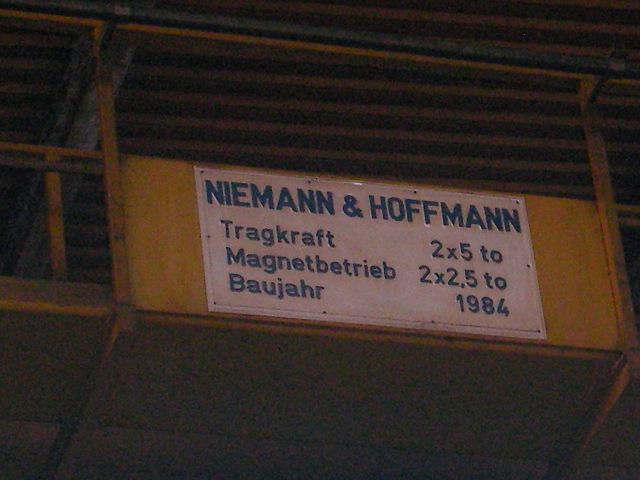 NIEMANN & HOFFMANN
Tragkraft 2x5 to
Magnetbetrieb 2x2,5 to
Baujahr 1984